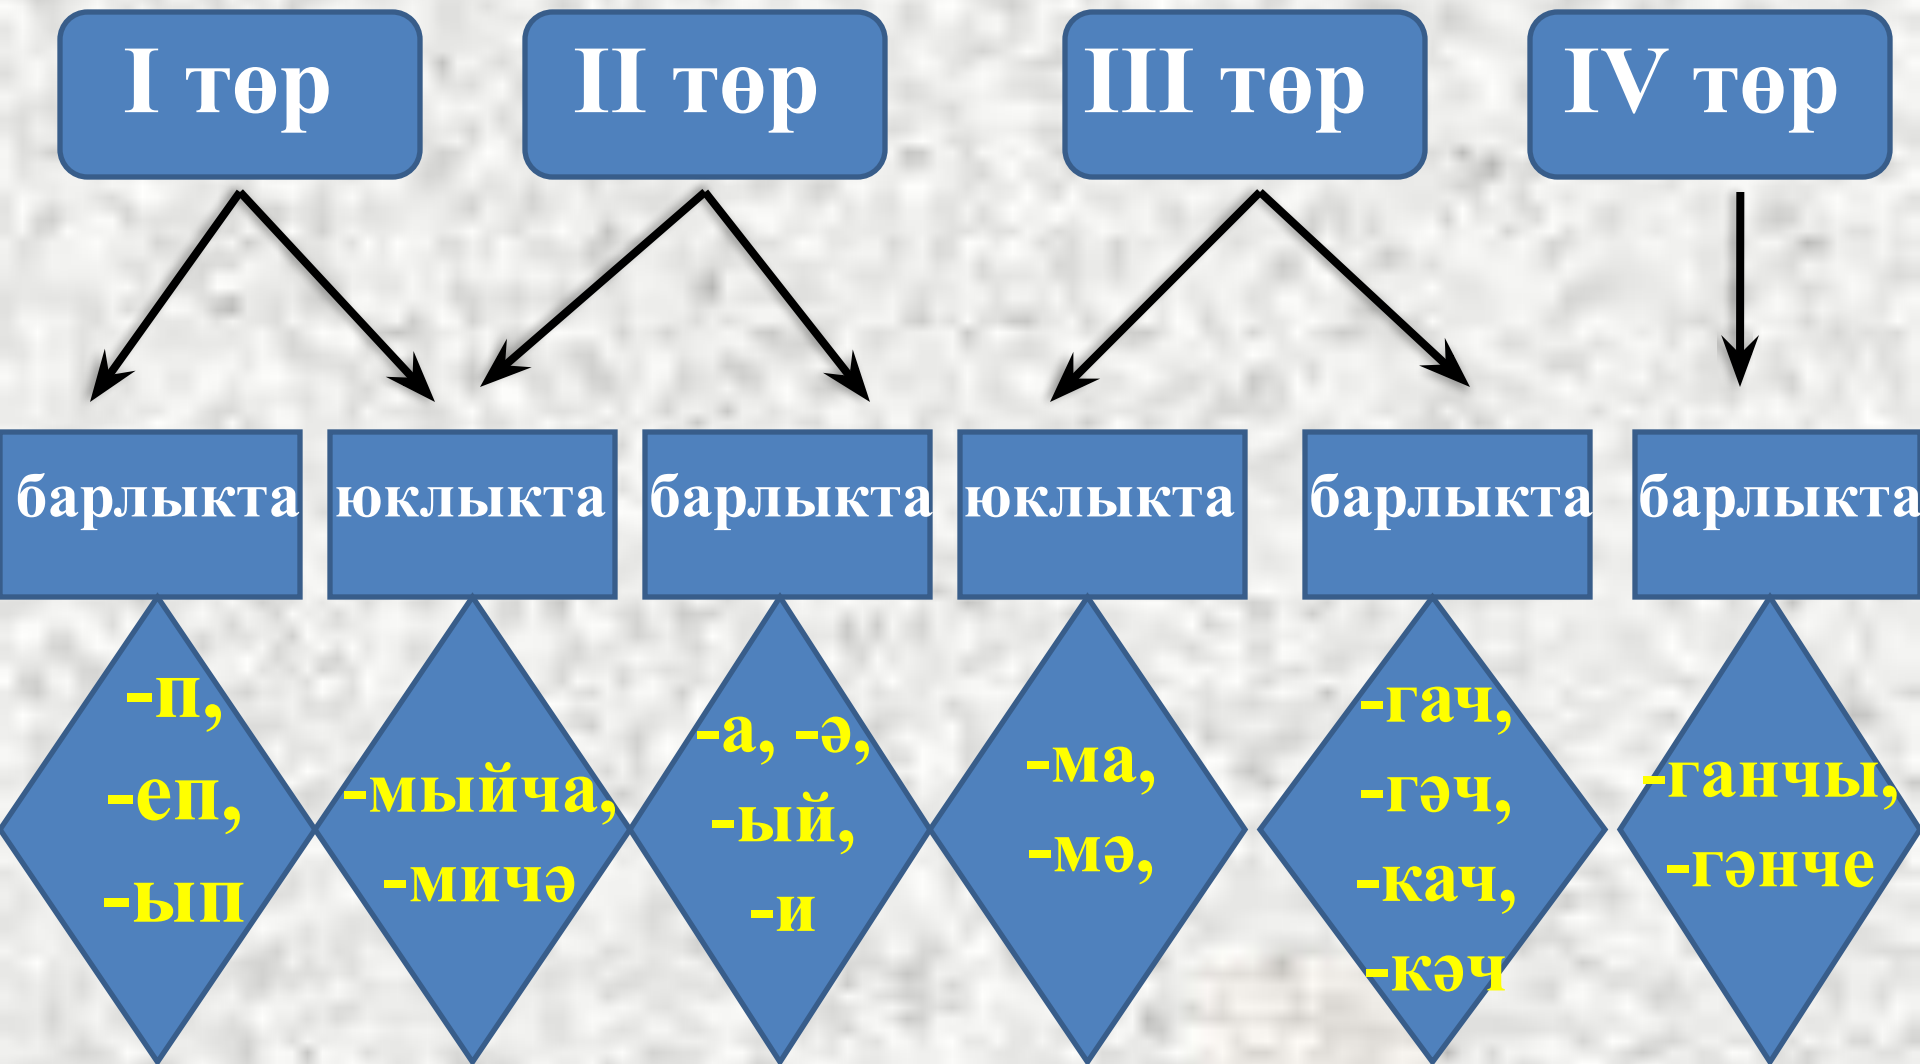 I төр
II төр
III төр
IV төр
барлыкта
юклыкта
барлыкта
юклыкта
барлыкта
барлыкта
-п,
-еп,
-ып
-мыйча,
-мичә
-а, -ә,
-ый,
-и
-ма,
-мә,
-гач,
-гәч,
-кач,
-кәч
-ганчы,
-гәнче